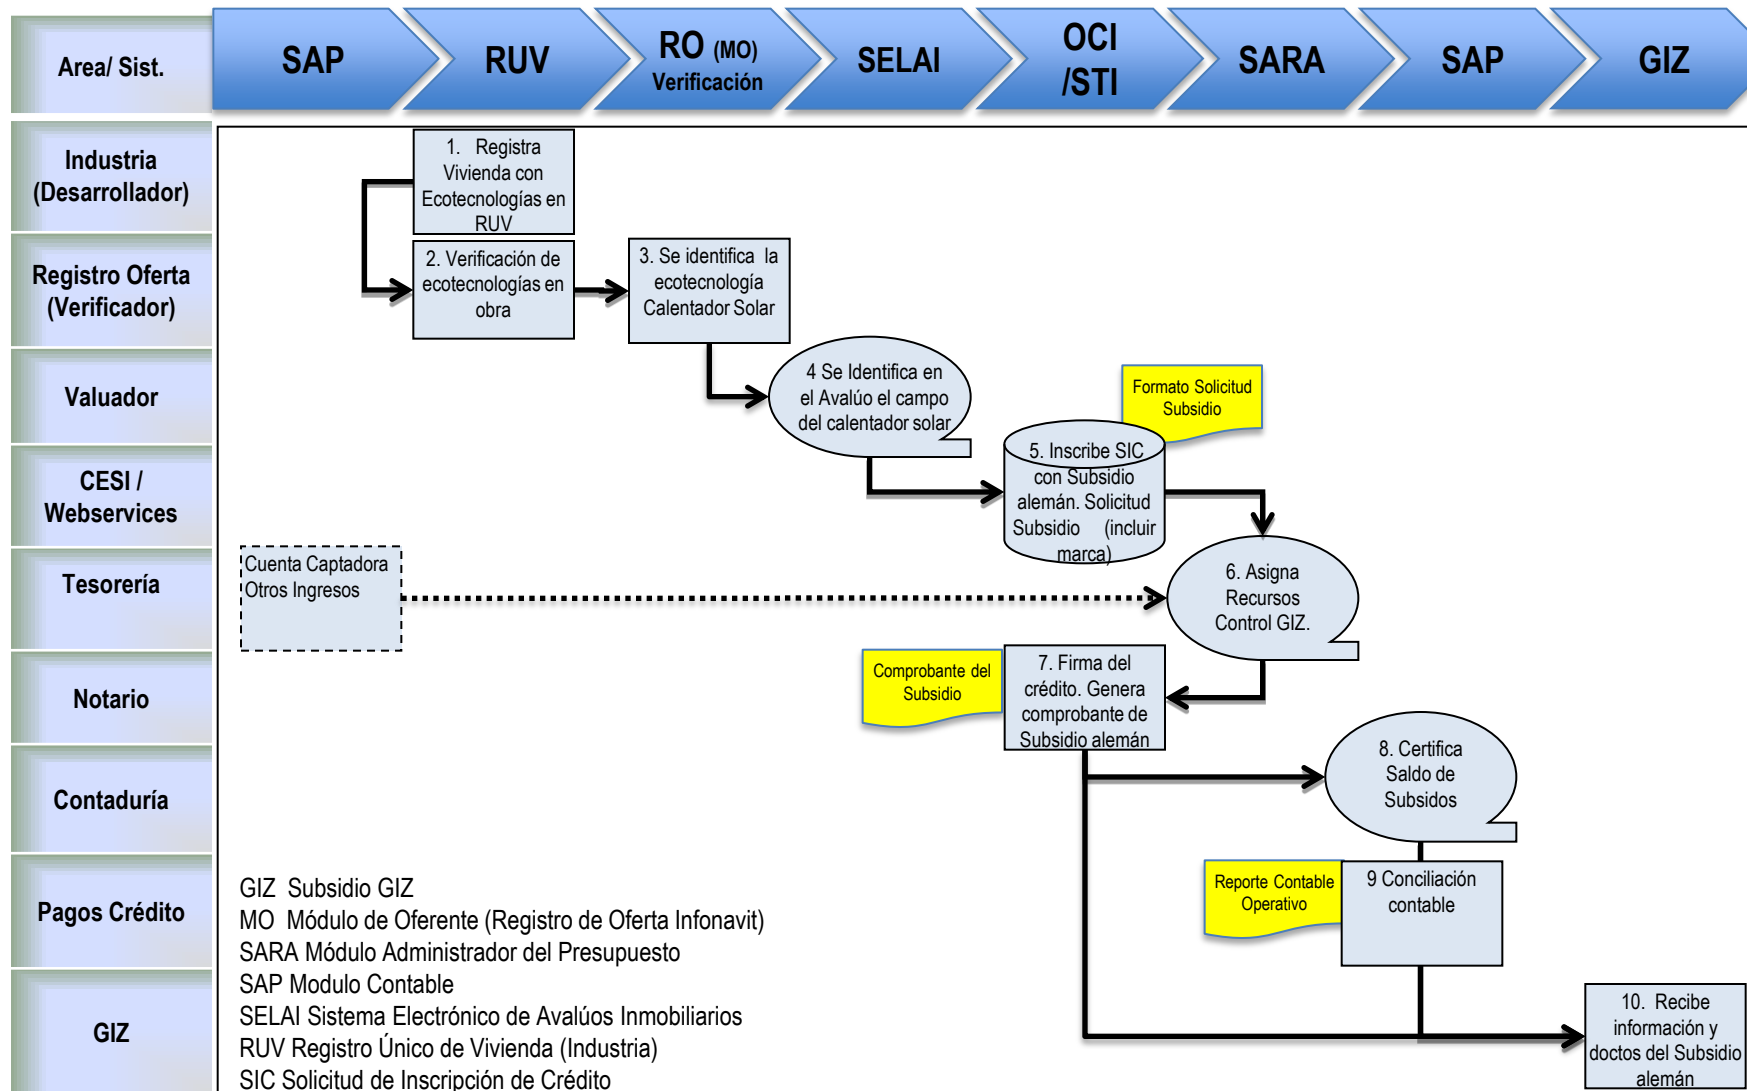 Area/ Sist.
SAP
RUV
RO (MO)
Verificación
SELAI
OCI
/STI
SARA
SAP
GIZ
Industria
(Desarrollador)
1. Registra
Vivienda con
Ecotecnologías en
RUV
Registro Oferta
(Verificador)
2. Verificación de
ecotecnologías en
obra
3. Se identifica la
ecotecnología
Calentador Solar
Valuador
4 Se Identifica en
el Avalúo el campo
del calentador solar
Formato Solicitud
Subsidio
CESI /
Webservices
5. Inscribe SIC
con Subsidio
alemán. Solicitud
Subsidio (incluir
marca)
Tesorería
Cuenta Captadora
Otros Ingresos
6. Asigna
Recursos
Control GIZ.
Notario
Comprobante del
Subsidio
7. Firma del
crédito. Genera
comprobante de
Subsidio alemán
Contaduría
8. Certifica
Saldo de
Subsidos
Pagos Crédito
Reporte Contable
Operativo
9 Conciliación
contable
GIZ
10. Recibe
información y
doctos del Subsidio
alemán
GIZ Subsidio GIZ
MO Módulo de Oferente (Registro de Oferta Infonavit)
SARA Módulo Administrador del Presupuesto
SAP Modulo Contable
SELAI Sistema Electrónico de Avalúos Inmobiliarios
RUV Registro Único de Vivienda (Industria)
SIC Solicitud de Inscripción de Crédito